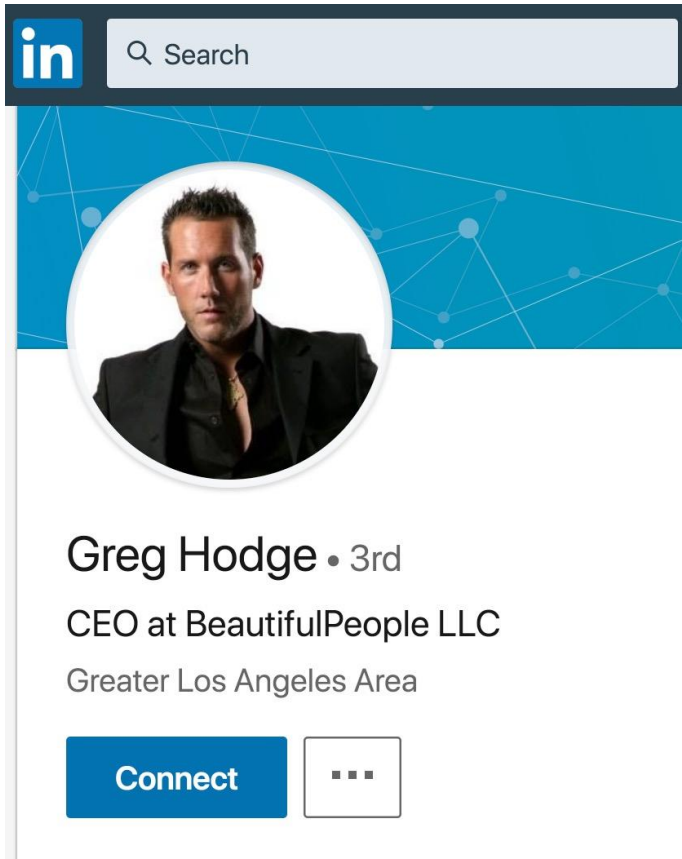 in Search
Greg Hodge • 3rd
CEO at BeautifulPeople LLC
Greater Los Angeles Area
Connect ...